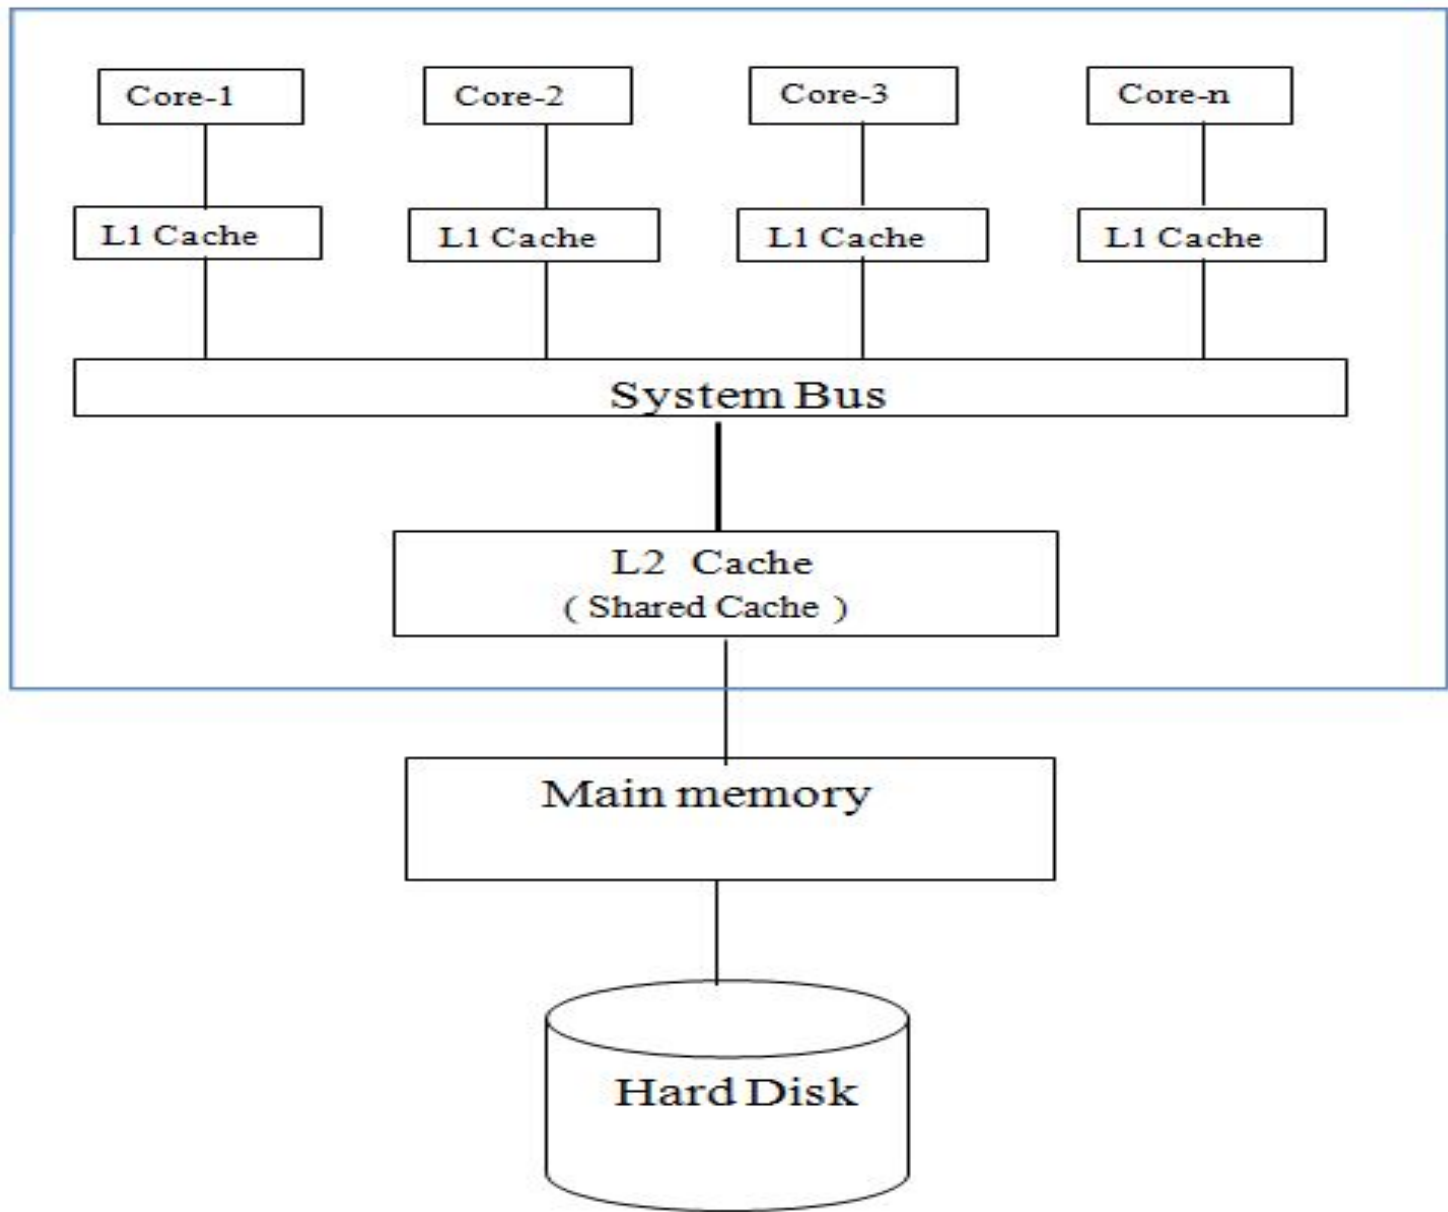 Core-1
Core-2
Core-3
Core-n
L1 Cache
L1 Cache
L1 Cache
L1 Cache
System Bus
L2 Cache
( Shared Cache )
Main memory
Hard Disk